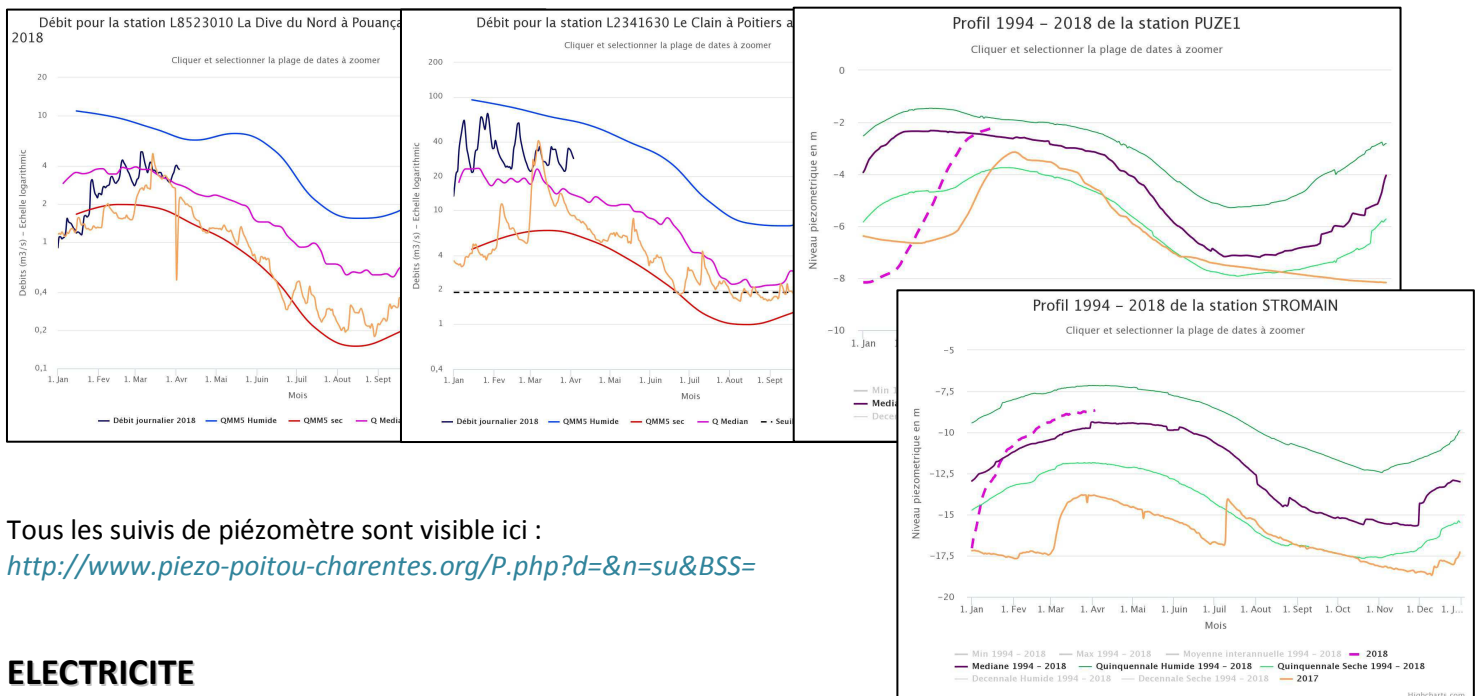 Débit pour la station L8523010 La Dive du Nord à Pouança
2018
Cliquer et selectionner la plage de dates à zoomer
Debits (m3/s) – Echelle logarithmic
20
10
4
2
1
0,4
0,2
0,1
1. Jan 1. Fev 1. Mar 1. Avr 1. Mai 1. Juin 1. Juil 1. Aout 1. Sept
Mois
Débit journalier 2018 QMM5 Humide QMM5 sec Q Media
Débit pour la station L2341630 Le Clain à Poitiers a
Cliquer et selectionner la plage de dates à zoomer
Debits (m3/s) – Echelle logarithmic
200
100
40
20
10
4
2
1
0,4
1. Jan 1. Fev 1. Mar 1. Avr 1. Mai 1. Juin 1. Juil 1. Aout 1. Sept
Mois
Débit journalier 2018 QMM5 Humide QMM5 sec Q Median Seui
Profil 1994 – 2018 de la station PUZE1
Cliquer et selectionner la plage de dates à zoomer
Niveau piezometrique en m
0
−2
−4
−6
−8
−10
1. Jan
Min 1
Media
Dece
Profil 1994 – 2018 de la station STROMAIN
Cliquer et selectionner la plage de dates à zoomer
Niveau piezometrique en m
−5
−7,5
−10
−12,5
−15
−17,5
−20
1. Jan 1. Fev 1. Mar 1. Avr 1. Mai 1. Juin 1. Juil 1. Aout 1. Sept 1. Oct 1. Nov 1. Dec 1. J...
Mois
Min 1994 – 2018 Max 1994 – 2018 Moyenne interannuelle 1994 – 2018 2018
Mediane 1994 – 2018 Quinquennale Humide 1994 – 2018 Quinquennale Seche 1994 – 2018
Decennale Humide 1994 – 2018 Decennale Seche 1994 – 2018 2017
Highcharts.com
Tous les suivis de piézomètre sont visible ici :
http://www.piezo-poitou-charentes.org/P.php?d=&n=su&BSS=
ELECTRICITE